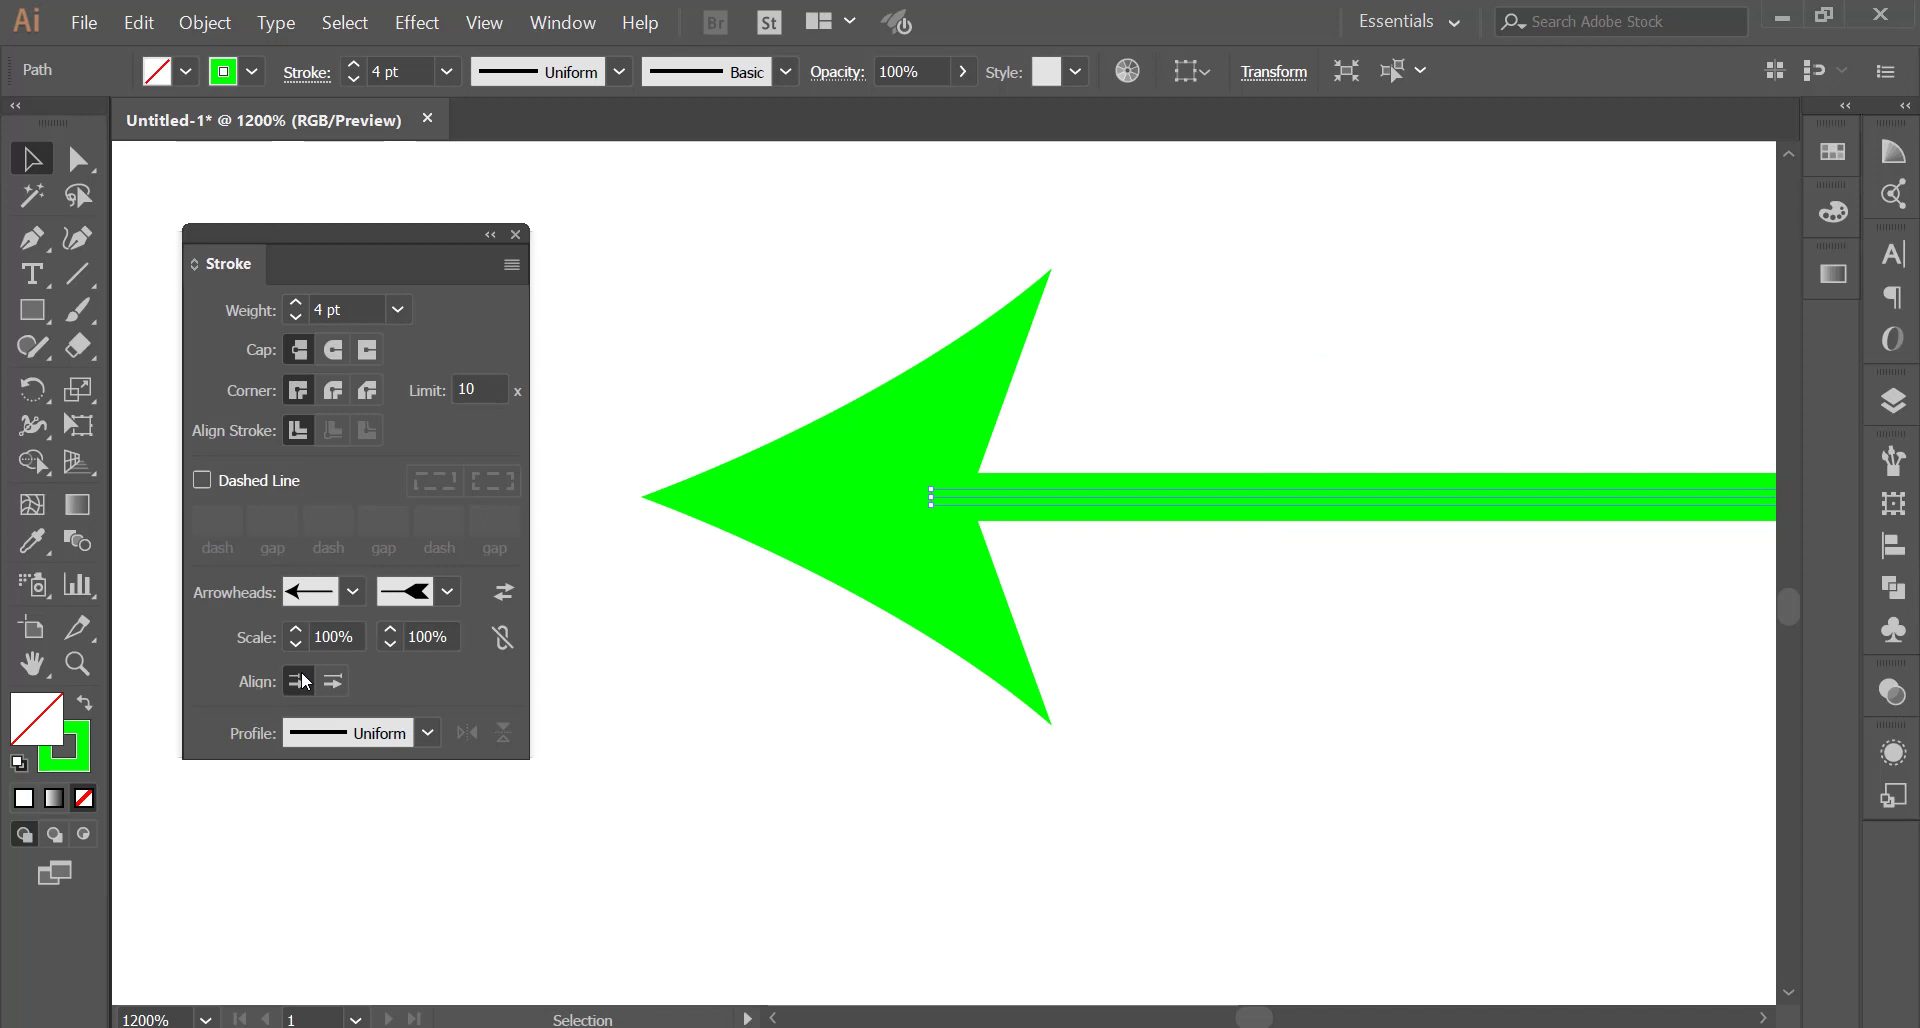 Ai File Edit Object Type Select Effect View Window Help Br St Essentials Search Adobe Stock
Path Stroke: 4 pt Uniform Basic Opacity: 100% Style: Transform
Untitled-1* @ 1200% (RGB/Preview)
Stroke
Weight: 4 pt
Cap:
Corner: Limit: 10 x
Align Stroke:
Dashed Line
dash gap dash gap dash gap
Arrowheads:
Scale: 100% 100%
Align:
Profile: Uniform
1200% 1 Selection